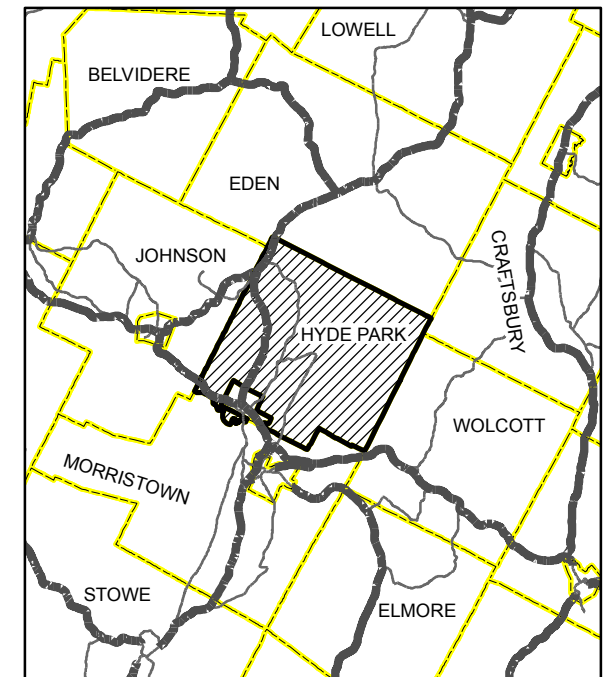 LOWELL
BELVIDERE
EDEN
JOHNSON
CRAFTSBURY
HYDE PARK
WOLCOTT
MORRISTOWN
STOWE
ELMORE